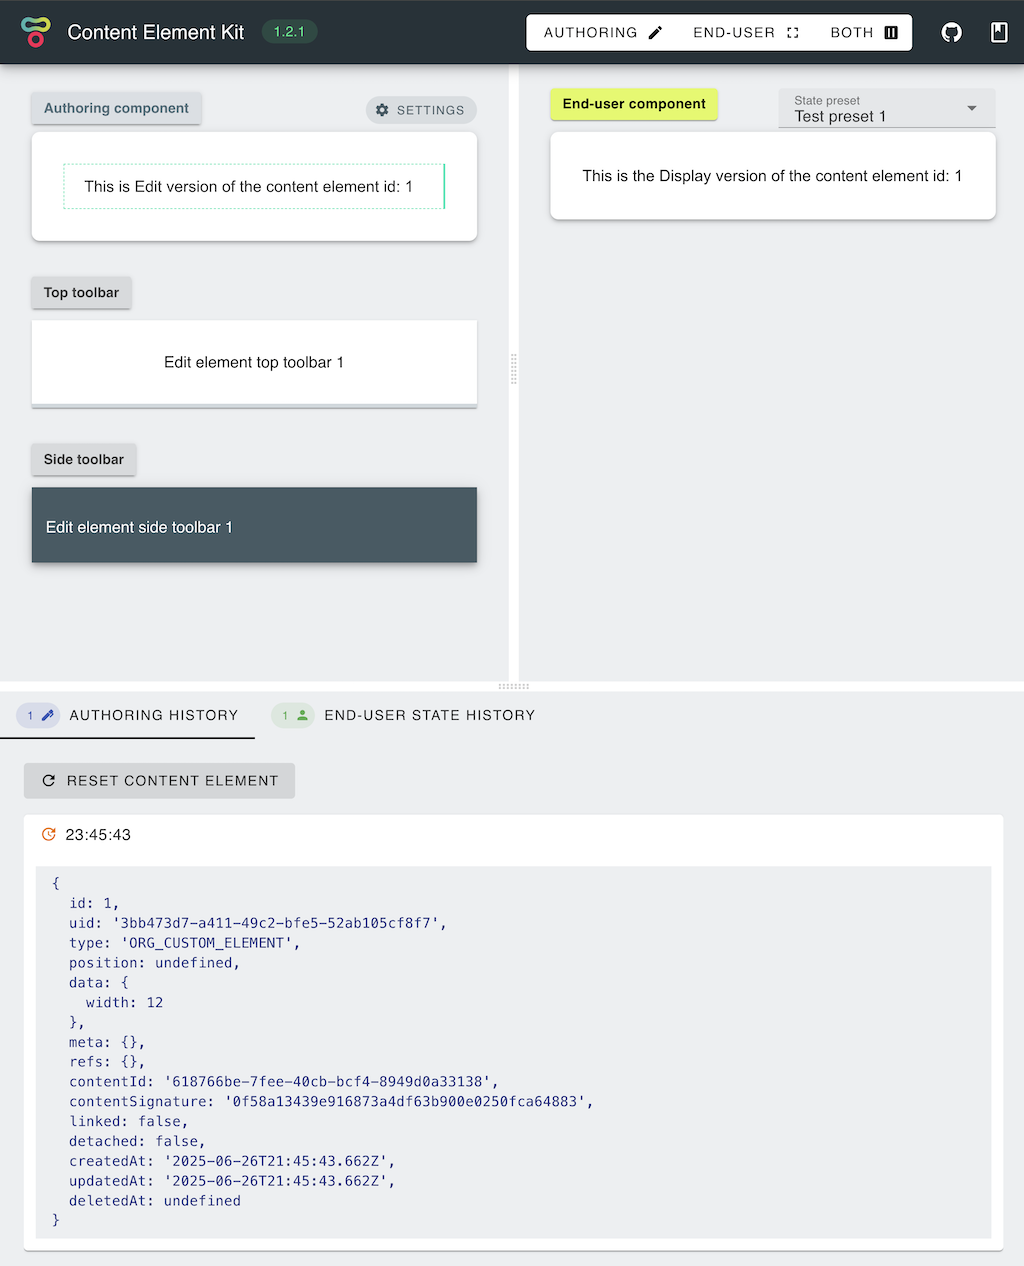 Content Element Kit 1.2.1 AUTHORING END-USER BOTH
Authoring component SETTINGS
This is Edit version of the content element id: 1
Top toolbar
Edit element top toolbar 1
Side toolbar
Edit element side toolbar 1
End-user component State preset
Test preset 1
This is the Display version of the content element id: 1
1 AUTHORING HISTORY 1 END-USER STATE HISTORY
RESET CONTENT ELEMENT
23:45:43
{
  id: 1,
  uid: '3bb473d7-a411-49c2-bfe5-52ab105cf8f7',
  type: 'ORG_CUSTOM_ELEMENT',
  position: undefined,
  data: {
    width: 12
  },
  meta: {},
  refs: {},
  contentId: '618766be-7fee-40cb-bcf4-8949d0a33138',
  contentSignature: '0f58a13439e916873a4df63b900e0250fca64883',
  linked: false,
  detached: false,
  createdAt: '2025-06-26T21:45:43.662Z',
  updatedAt: '2025-06-26T21:45:43.662Z',
  deletedAt: undefined
}